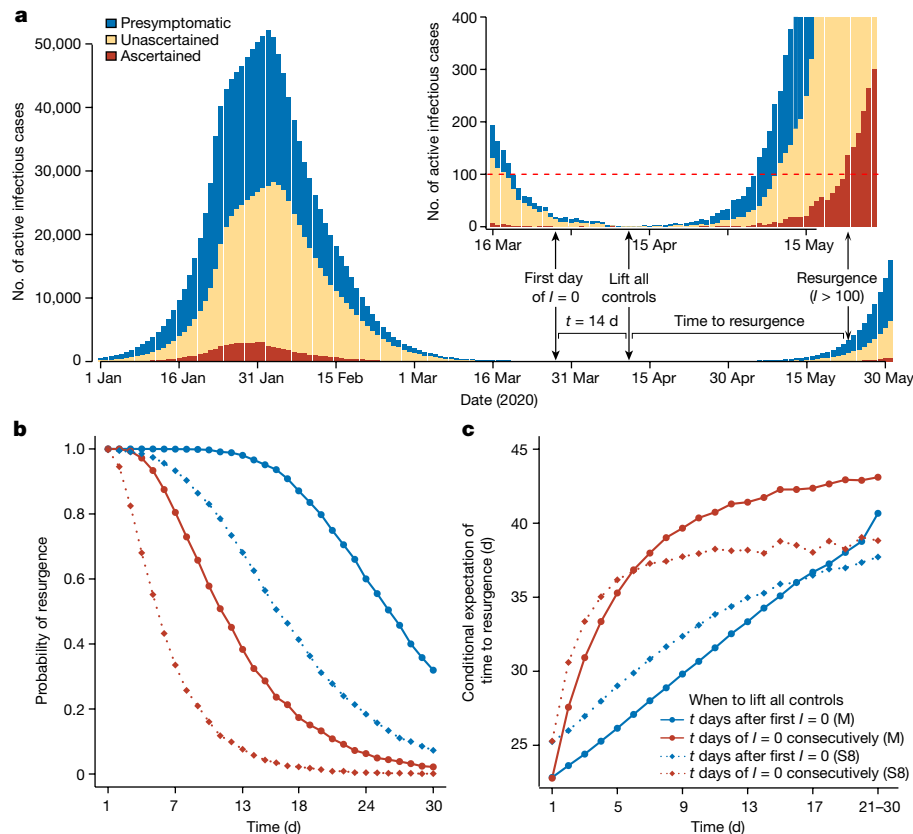 a
Presymptomatic
Unascertained
Ascertained
No. of active infectious cases
50,000
40,000
30,000
20,000
10,000
0
1 Jan
16 Jan
31 Jan
15 Feb
1 Mar
16 Mar
31 Mar
15 Apr
30 Apr
15 May
30 May
Date (2020)
No. of active infectious cases
400
300
200
100
0
16 Mar
15 Apr
15 May
First day
of I = 0
Lift all
controls
Resurgence
(I > 100)
t = 14 d
Time to resurgence
b
Probability of resurgence
1.0
0.8
0.6
0.4
0.2
0
1
7
13
18
24
30
Time (d)
c
Conditional expectation of
time to resurgence (d)
45
40
35
30
25
1
5
9
13
17
21–30
Time (d)
When to lift all controls
t days after first I = 0 (M)
t days of I = 0 consecutively (M)
t days after first I = 0 (S8)
t days of I = 0 consecutively (S8)